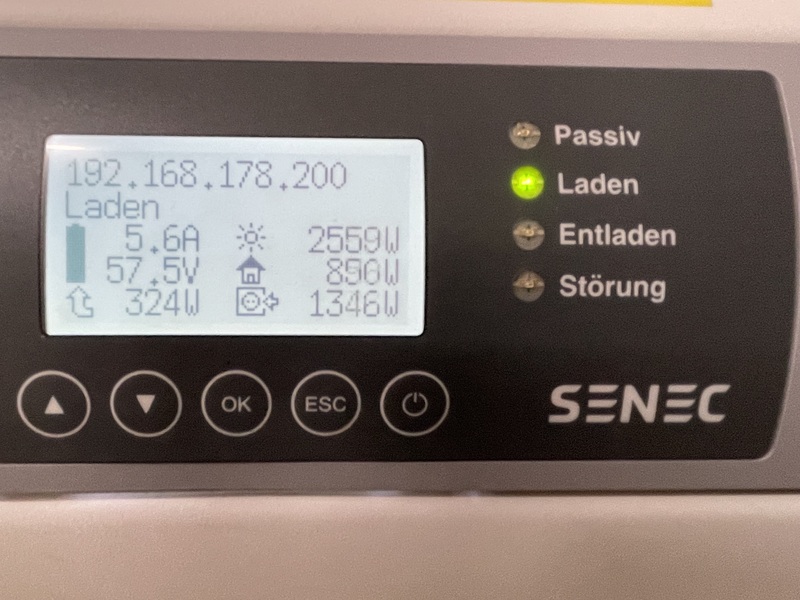 192.168.178.200
Laden
5.6A 2559W
57.5V
324W 1346W
Passiv
Laden
Entladen
Störung
OK ESC
SENEC